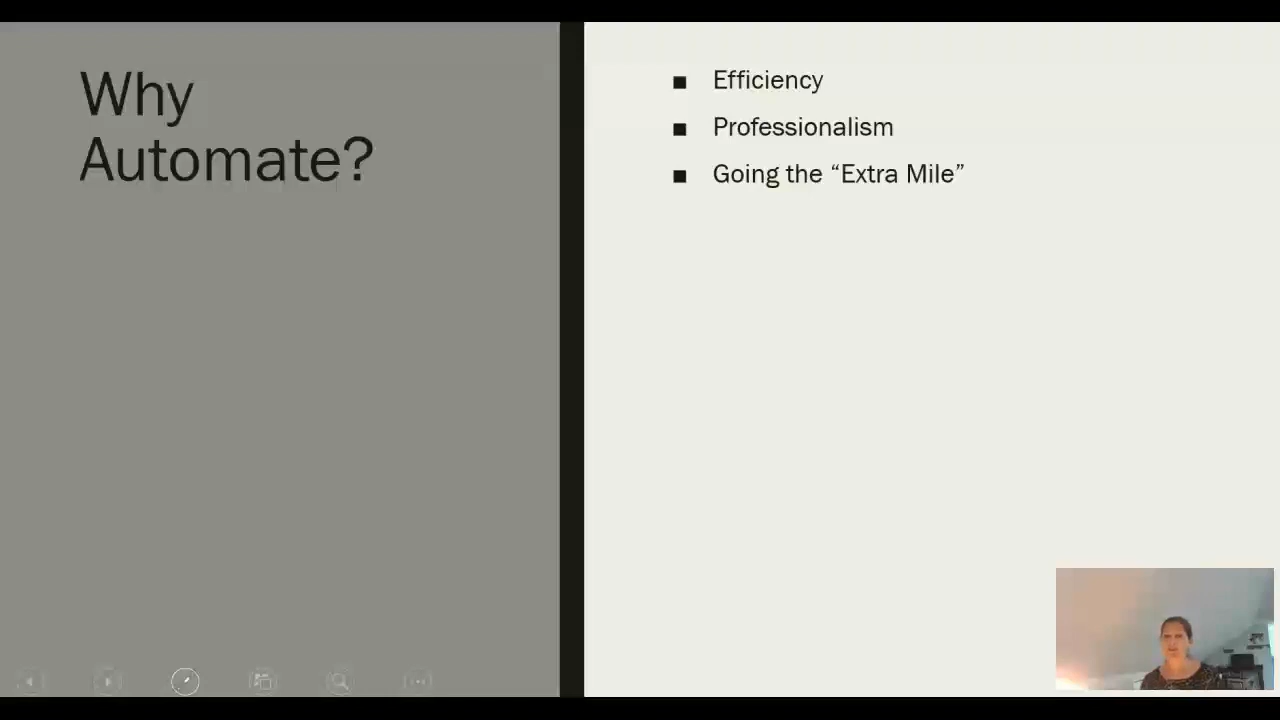 Why
Automate?
■ Efficiency
■ Professionalism
■ Going the “Extra Mile”